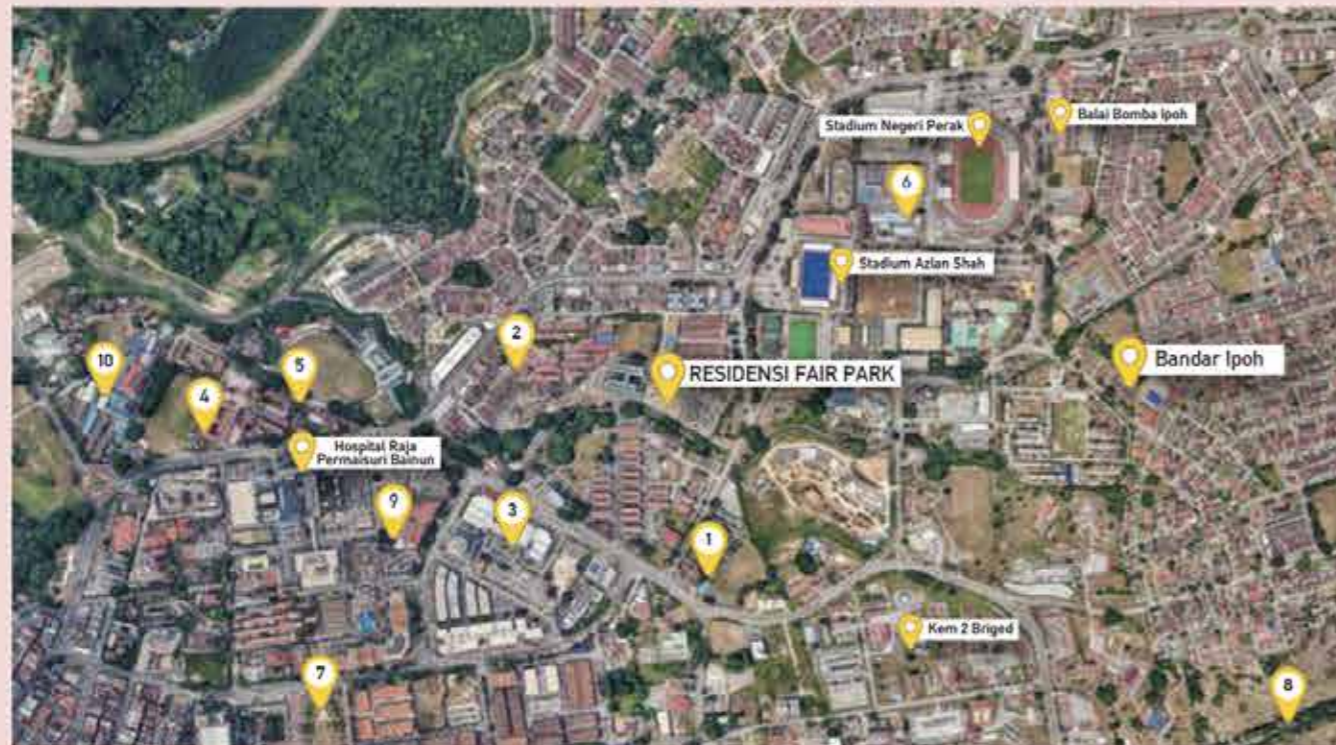 Stadium Negeri Perak
Balai Bomba Ipoh
6
Stadium Azlan Shah
2
10
5
4
RESIDENSI FAIR PARK
Bandar Ipoh
Hospital Raja
Permaisuri Bainun
9
3
1
Kem 2 Briged
7
8